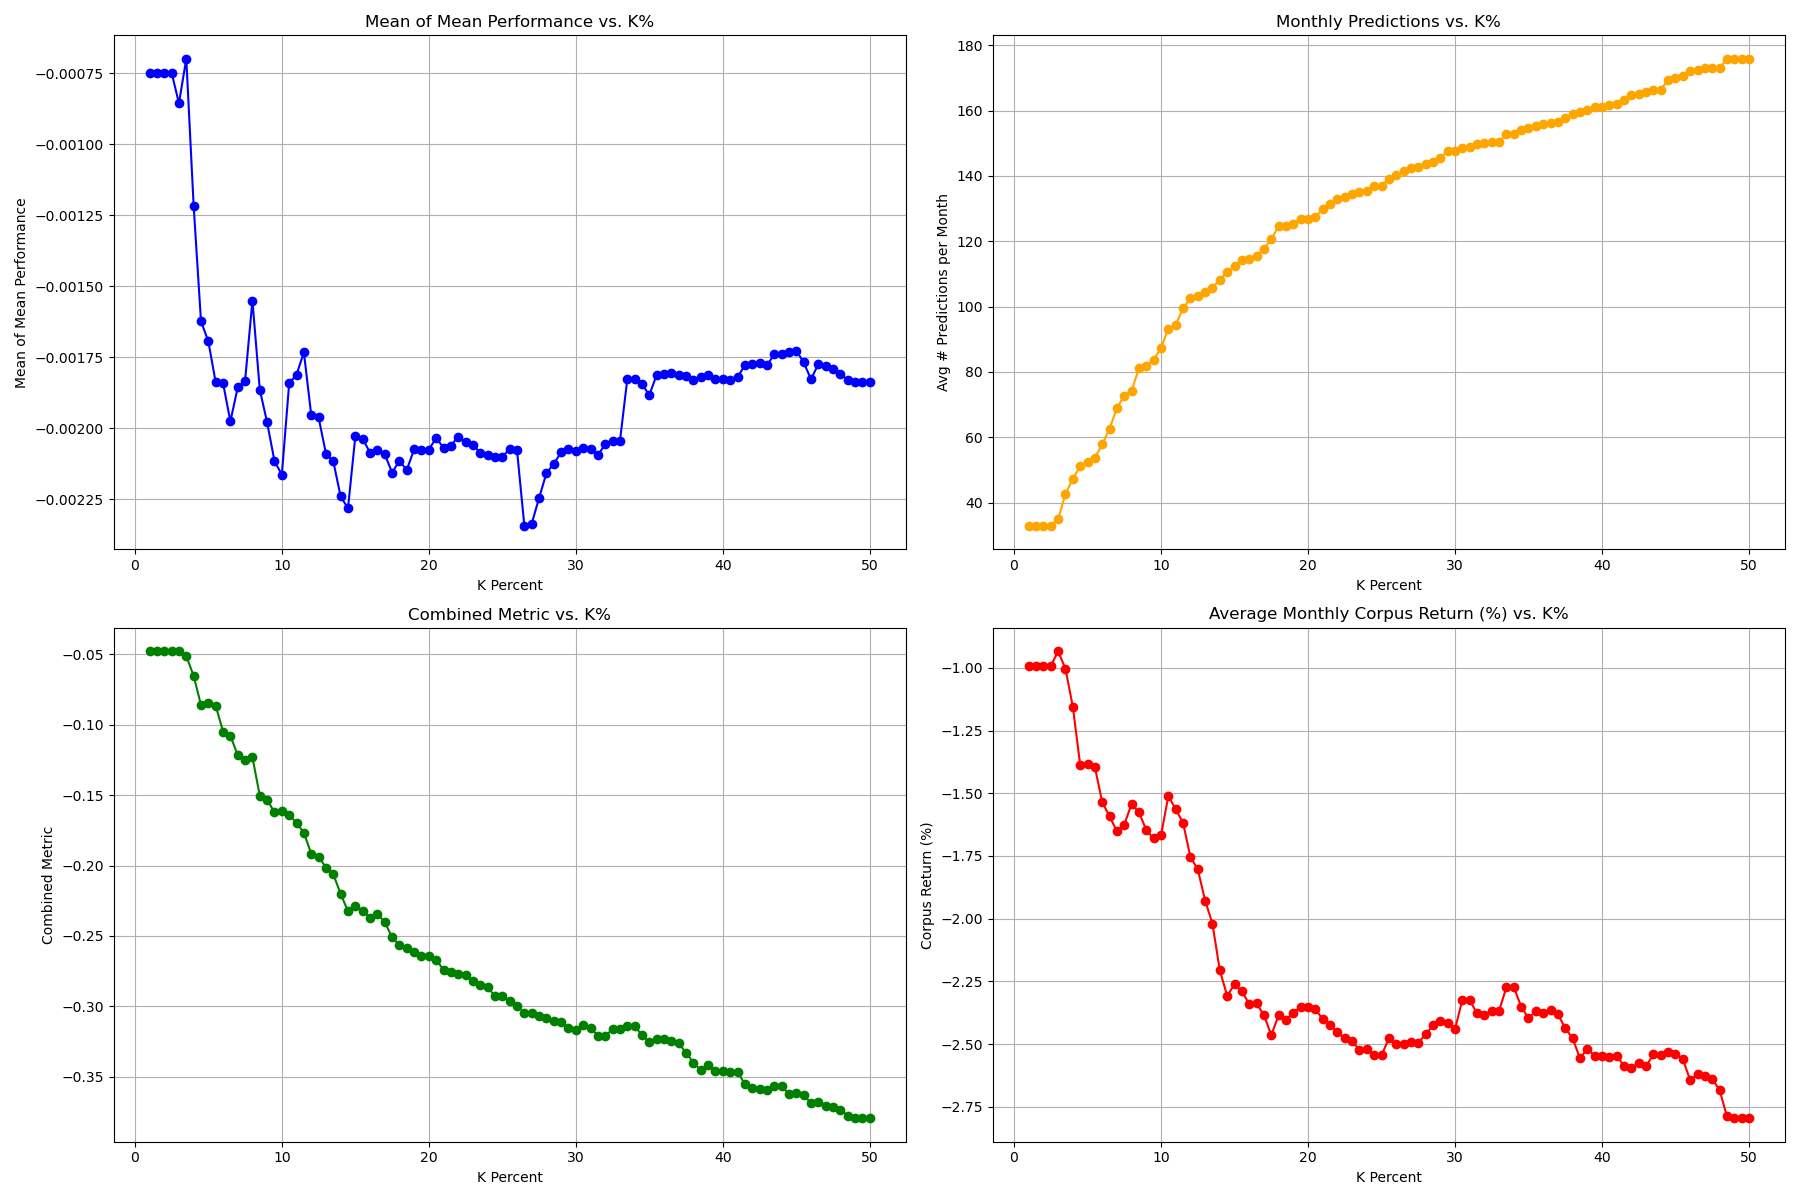 Mean of Mean Performance vs. K%
Mean of Mean Performance
−0.00075
−0.00100
−0.00125
−0.00150
−0.00175
−0.00200
−0.00225
0 10 20 30 40 50
K Percent
Monthly Predictions vs. K%
Avg # Predictions per Month
180
160
140
120
100
80
60
40
0 10 20 30 40 50
K Percent
Combined Metric vs. K%
Combined Metric
−0.05
−0.10
−0.15
−0.20
−0.25
−0.30
−0.35
0 10 20 30 40 50
K Percent
Average Monthly Corpus Return (%) vs. K%
Corpus Return (%)
−1.00
−1.25
−1.50
−1.75
−2.00
−2.25
−2.50
−2.75
0 10 20 30 40 50
K Percent